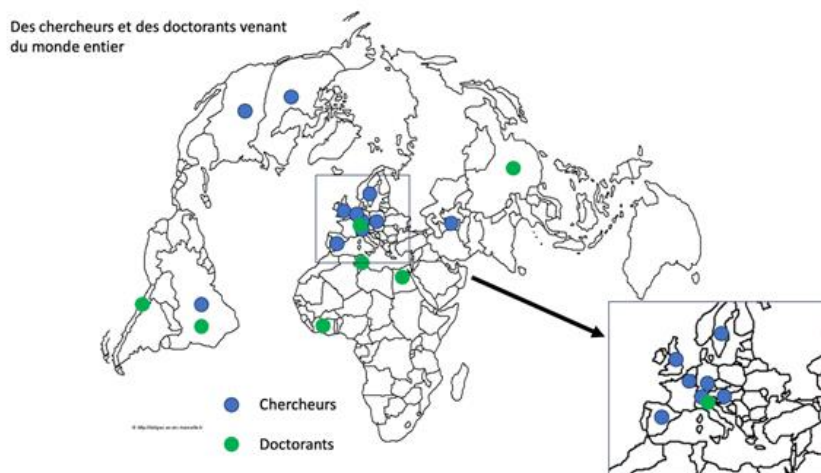 Des chercheurs et des doctorants venant
du monde entier
Chercheurs
Doctorants